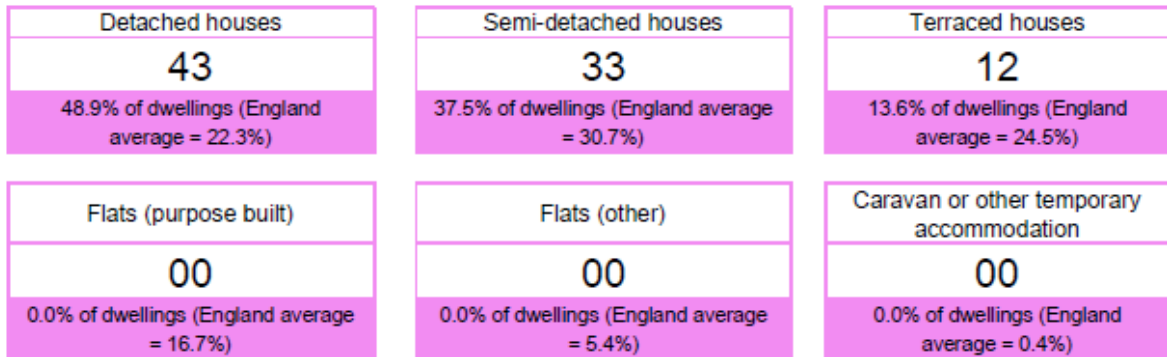 Detached houses
43
48.9% of dwellings (England
average = 22.3%)
Semi-detached houses
33
37.5% of dwellings (England average
= 30.7%)
Terraced houses
12
13.6% of dwellings (England
average = 24.5%)
Flats (purpose built)
00
0.0% of dwellings (England average
= 16.7%)
Flats (other)
00
0.0% of dwellings (England average
= 5.4%)
Caravan or other temporary
accommodation
00
0.0% of dwellings (England
average = 0.4%)